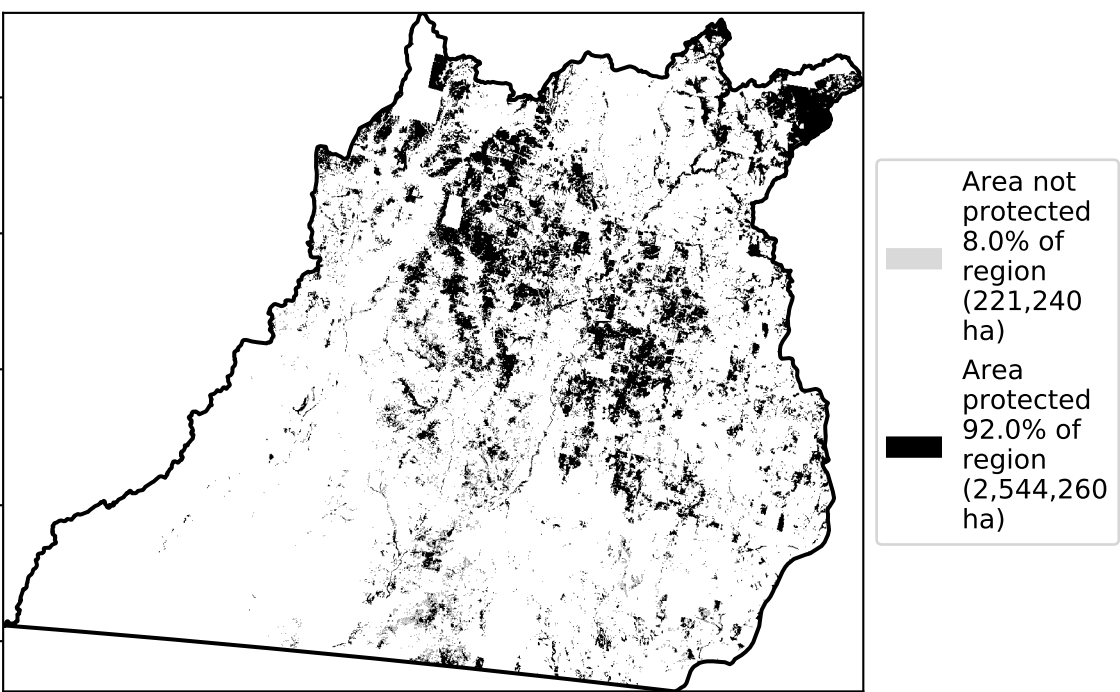 Area not
protected
8.0% of
region
(221,240
ha)
Area
protected
92.0% of
region
(2,544,260
ha)